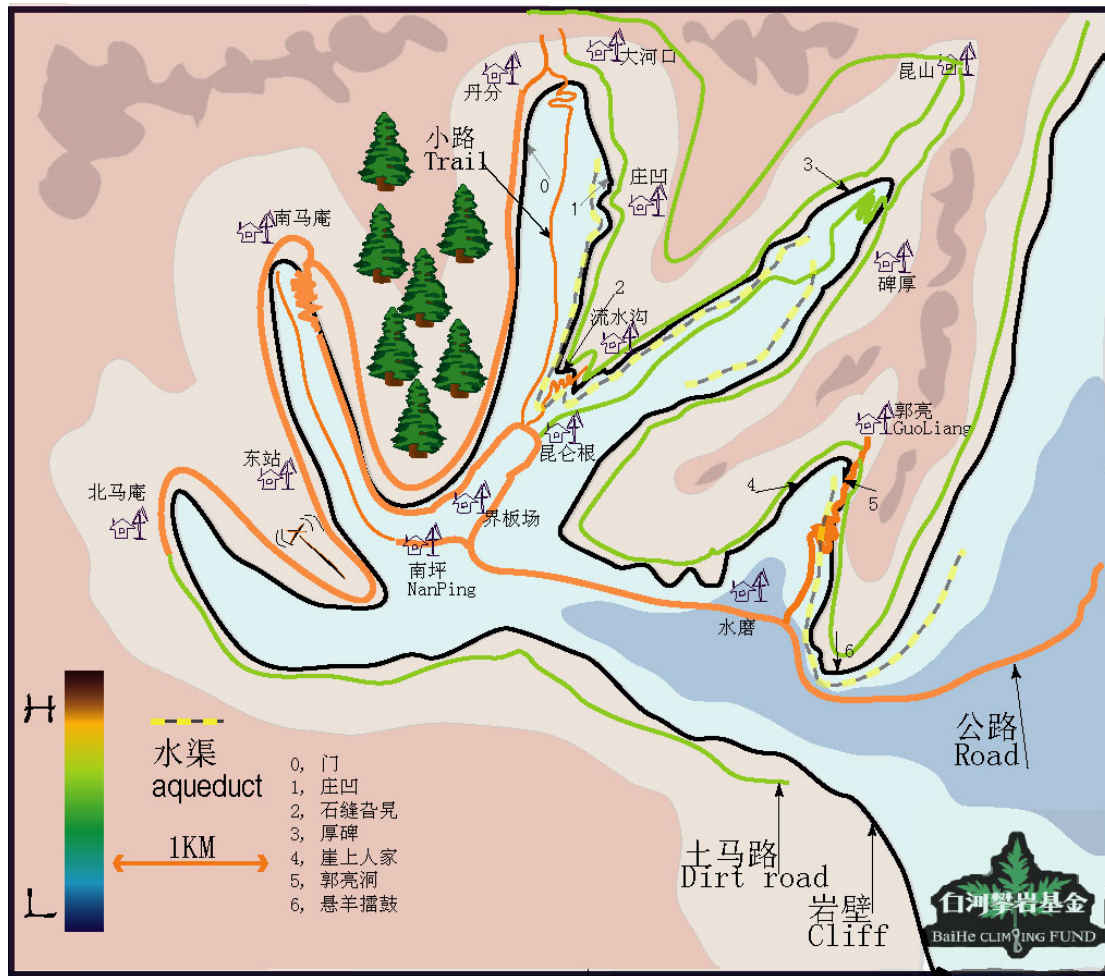 大河口
丹分
昆山
小路
Trail
0
1
庄凹
3
南马庵
碑厚
2
流水沟
郭亮
GuoLiang
昆仑根
东站
4
5
北马庵
界板场
南坪
NanPing
水磨
6
H
水渠
aqueduct
公路
Road
0, 门
1, 庄凹
2, 石缝旮旯
3, 厚碑
4, 崖上人家
5, 郭亮洞
6, 悬羊擂鼓
1KM
土马路
Dirt road
岩壁
Cliff
L
白河攀岩基金
BaiHe CLIMBING FUND